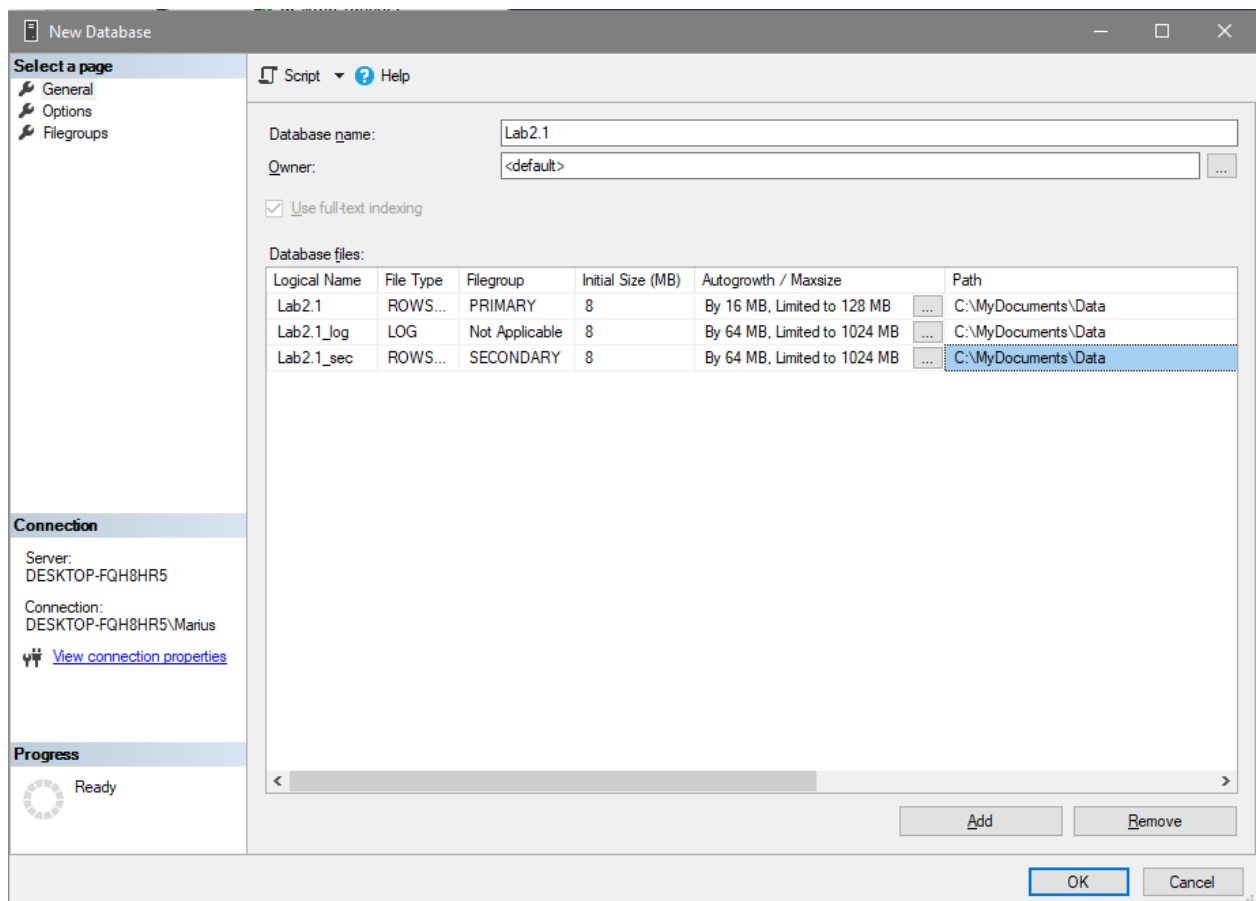 New Database
Select a page
General
Options
Filegroups
Script Help
Database name: Lab2.1
Owner: <default> ...
Use full-text indexing
Database files:
Logical Name File Type Filegroup Initial Size (MB) Autogrowth / Maxsize Path
Lab2.1 ROWS... PRIMARY 8 By 16 MB, Limited to 128 MB ... C:\MyDocuments\Data
Lab2.1_log LOG Not Applicable 8 By 64 MB, Limited to 1024 MB ... C:\MyDocuments\Data
Lab2.1_sec ROWS... SECONDARY 8 By 64 MB, Limited to 1024 MB ... C:\MyDocuments\Data
Connection
Server:
DESKTOP-FQH8HR5
Connection:
DESKTOP-FQH8HR5\Marius
View connection properties
Progress
Ready
Add Remove
OK Cancel